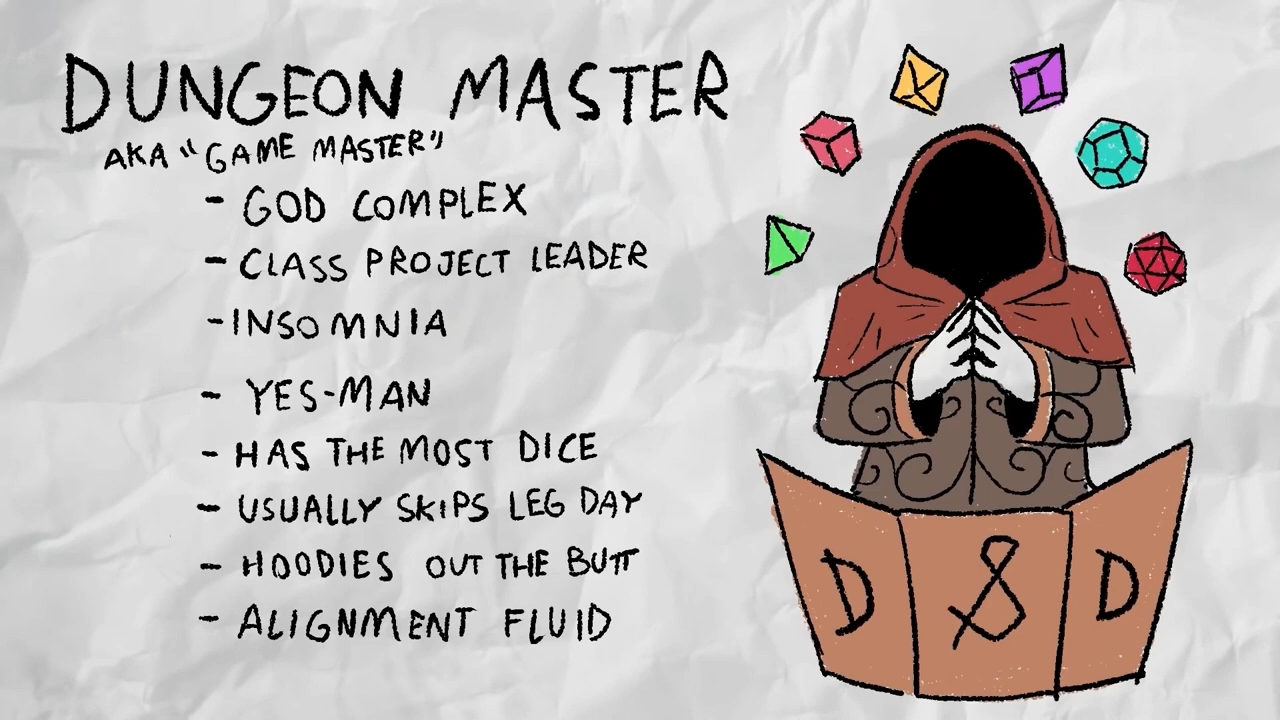 DUNGEON MASTER
AKA "GAME MASTER"
- GOD COMPLEX
- CLASS PROJECT LEADER
-INSOMNIA
- YES-MAN
- HAS THE MOST DICE
- USUALLY SKIPS LEG DAY
- HOODIES OUT THE BUTT
- ALIGNMENT FLUID
D & D